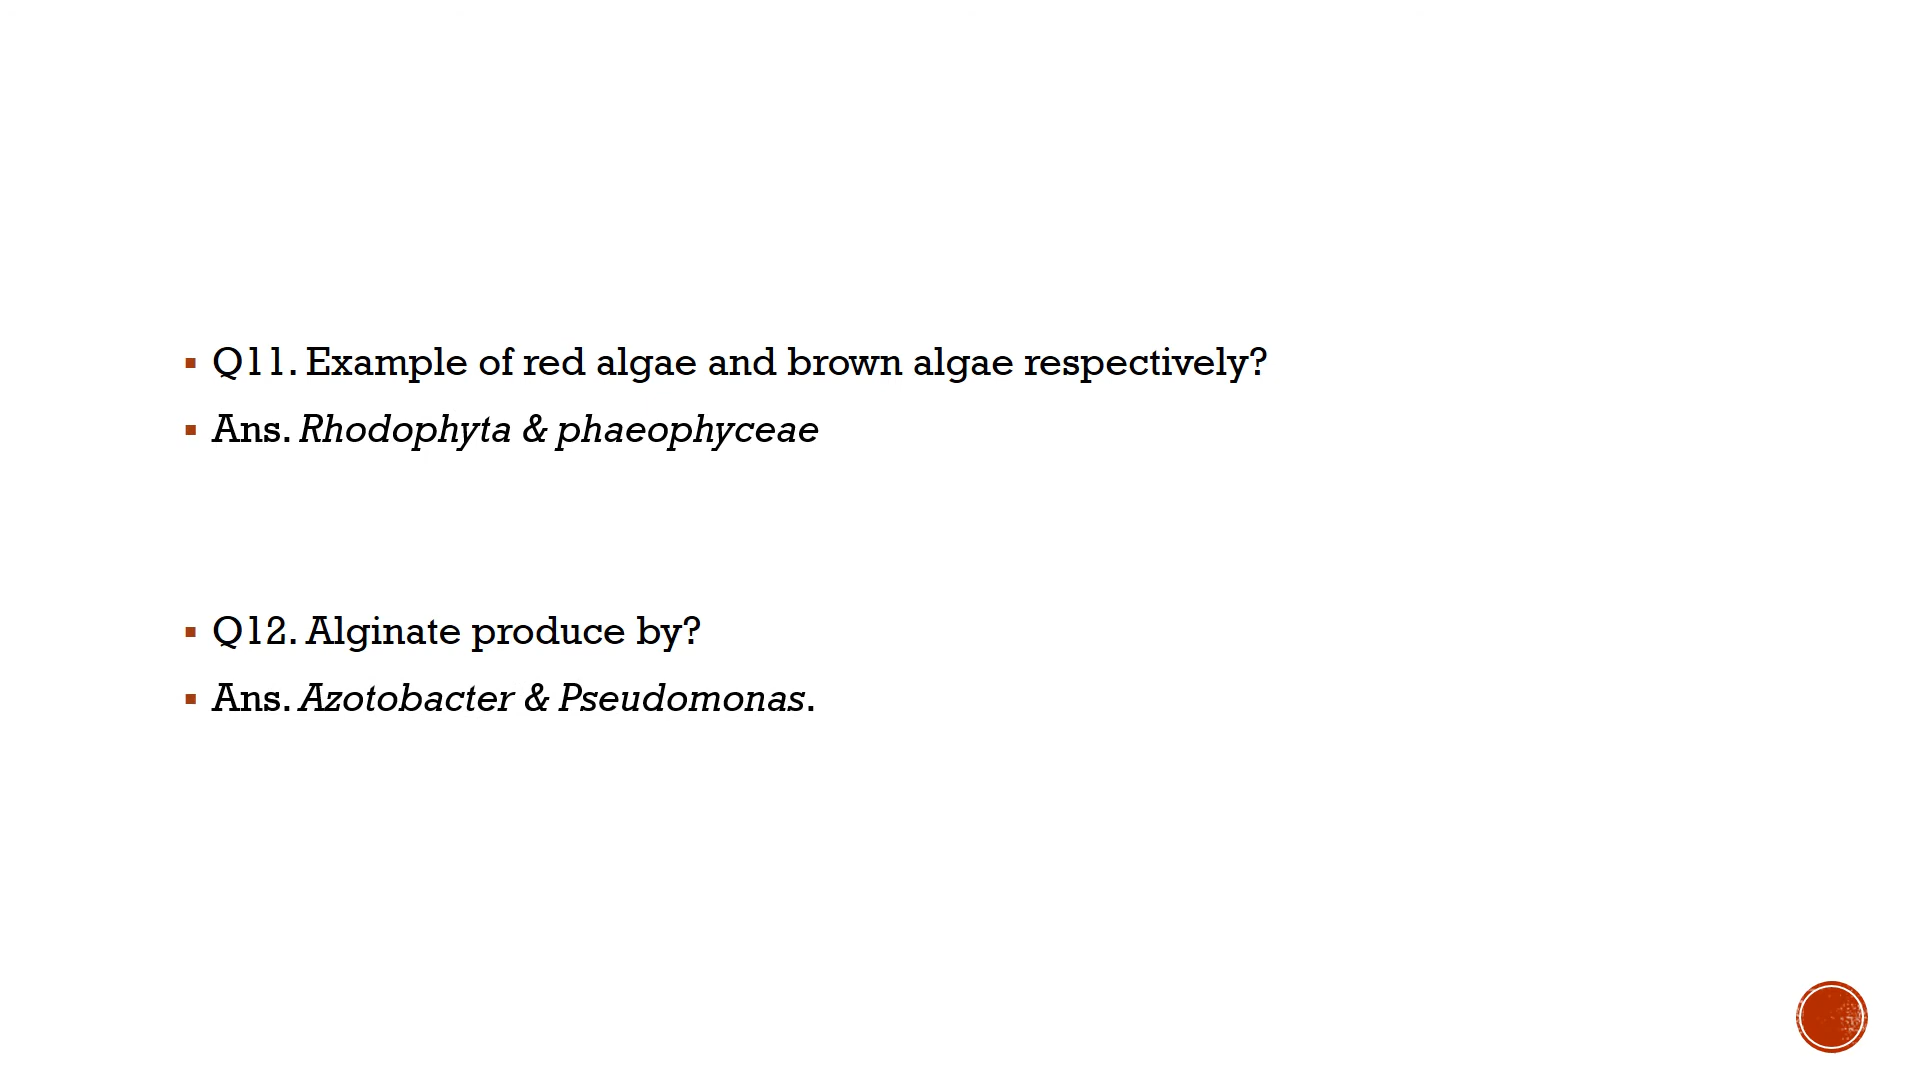 ▪ Q11. Example of red algae and brown algae respectively?
▪ Ans. Rhodophyta & phaeophyceae
▪ Q12. Alginate produce by?
▪ Ans. Azotobacter & Pseudomonas.